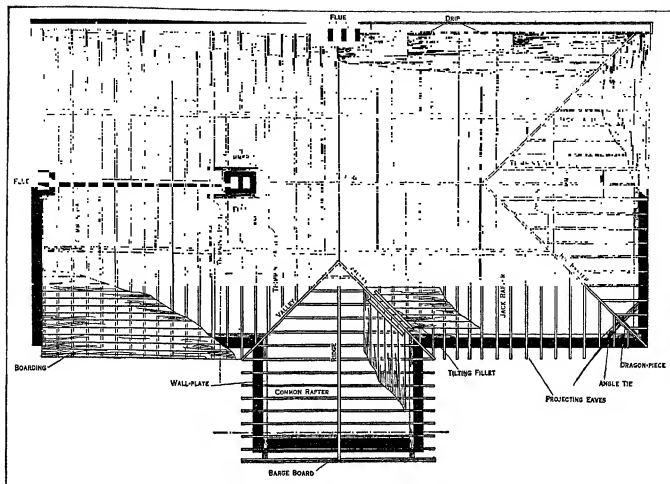 FLUE
DRIP
FLUE
VALLEY
RIDGE
JACK RAFTER
BOARDING
WALL-PLATE
COMMON RAFTER
TILTING FILLET
PROJECTING EAVES
ANGLE TIE
DRAGON-PIECE
BARGE BOARD